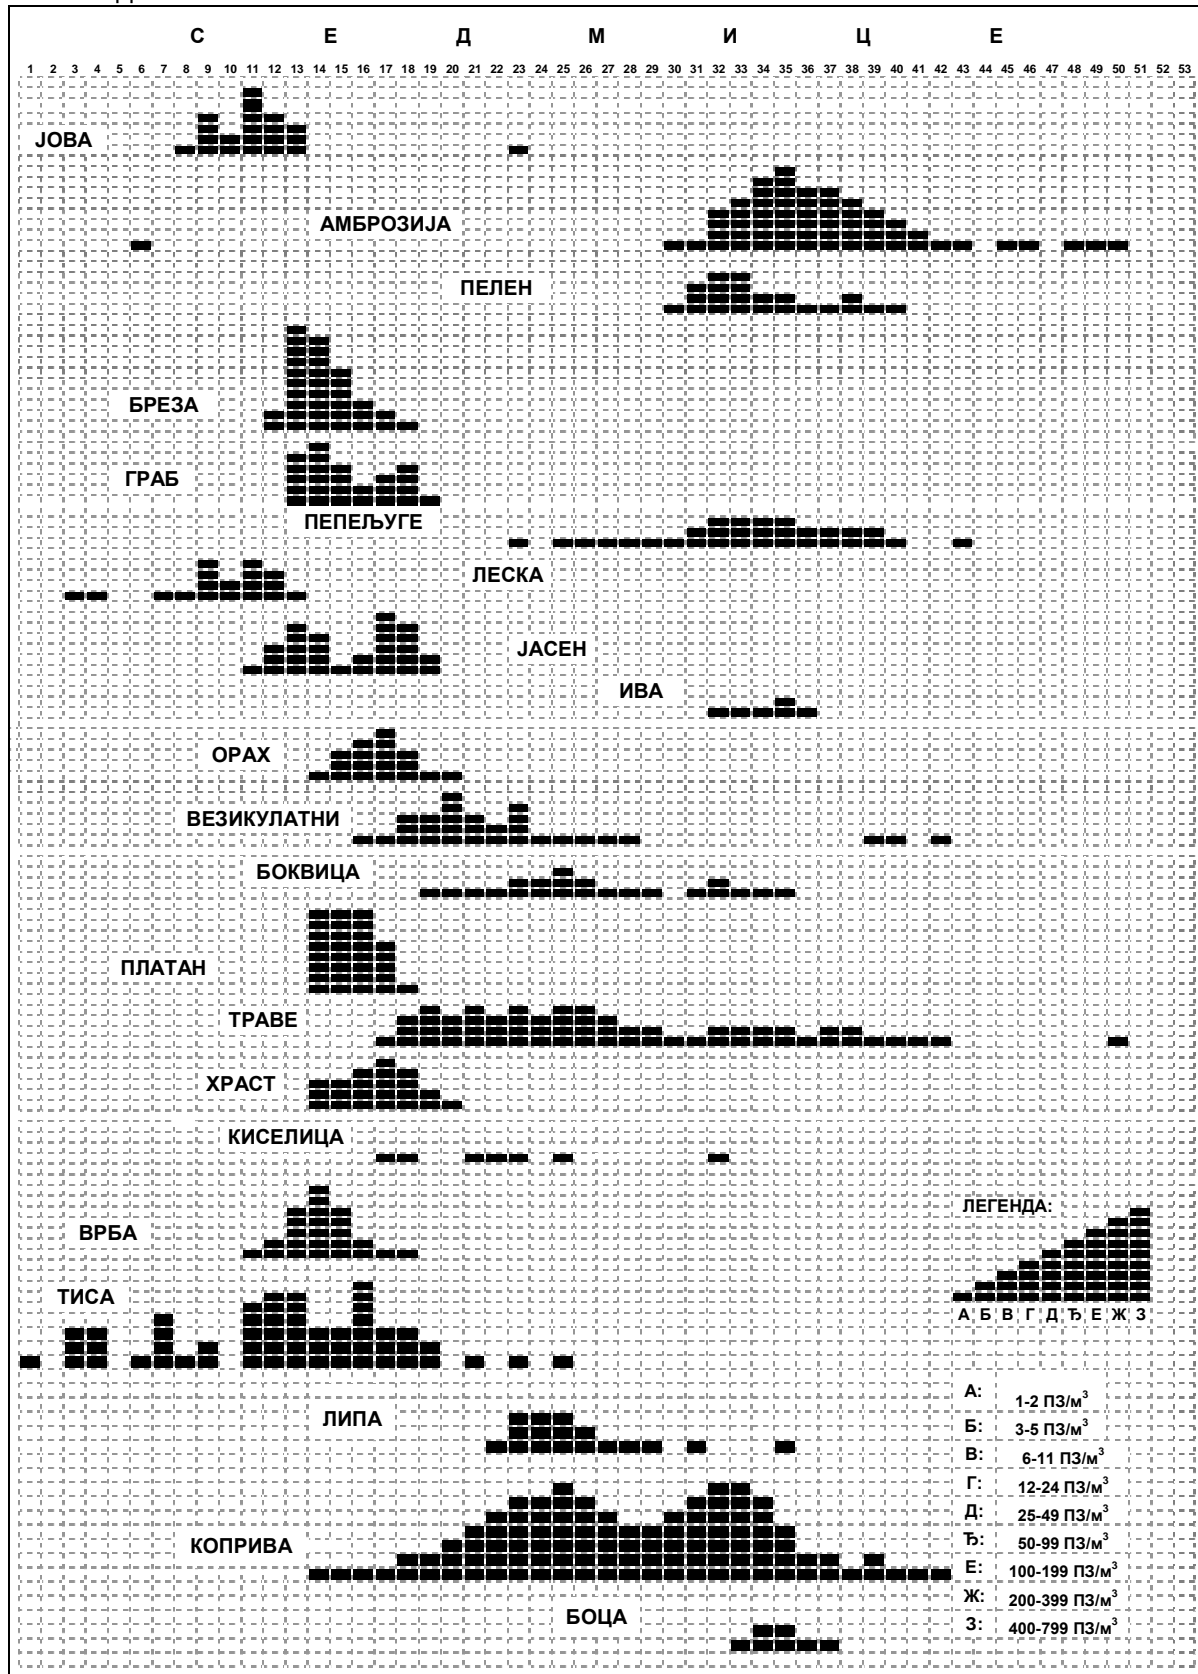 С Е Д М И Ц Е
1 2 3 4 5 6 7 8 9 10 11 12 13 14 15 16 17 18 19 20 21 22 23 24 25 26 27 28 29 30 31 32 33 34 35 36 37 38 39 40 41 42 43 44 45 46 47 48 49 50 51 52 53
ЈОВА
АМБРОЗИЈА
ПЕЛЕН
БРЕЗА
ГРАБ
ПЕПЕЉУГЕ
ЛЕСКА
ЈАСЕН
ИВА
ОРАХ
ВЕЗИКУЛАТНИ
БОКВИЦА
ПЛАТАН
ТРАВЕ
ХРАСТ
КИСЕЛИЦА
ВРБА
ЛЕГЕНДА:
ТИСА
А Б В Г Д Ђ Е Ж З
А: 1-2 ПЗ/м³
ЛИПА
Б: 3-5 ПЗ/м³
В: 6-11 ПЗ/м³
Г: 12-24 ПЗ/м³
Д: 25-49 ПЗ/м³
КОПРИВА
Ђ: 50-99 ПЗ/м³
Е: 100-199 ПЗ/м³
Ж: 200-399 ПЗ/м³
БОЦА
З: 400-799 ПЗ/м³